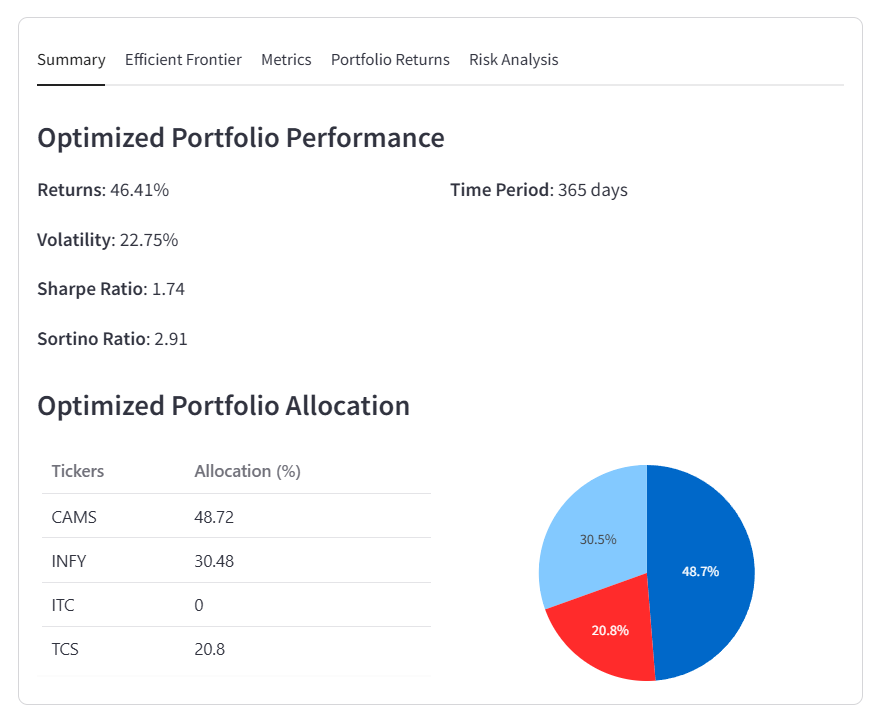 Summary Efficient Frontier Metrics Portfolio Returns Risk Analysis
Optimized Portfolio Performance
Returns: 46.41% Time Period: 365 days
Volatility: 22.75%
Sharpe Ratio: 1.74
Sortino Ratio: 2.91
Optimized Portfolio Allocation
Tickers Allocation (%)
CAMS 48.72
INFY 30.48
ITC 0
TCS 20.8
30.5%
48.7%
20.8%